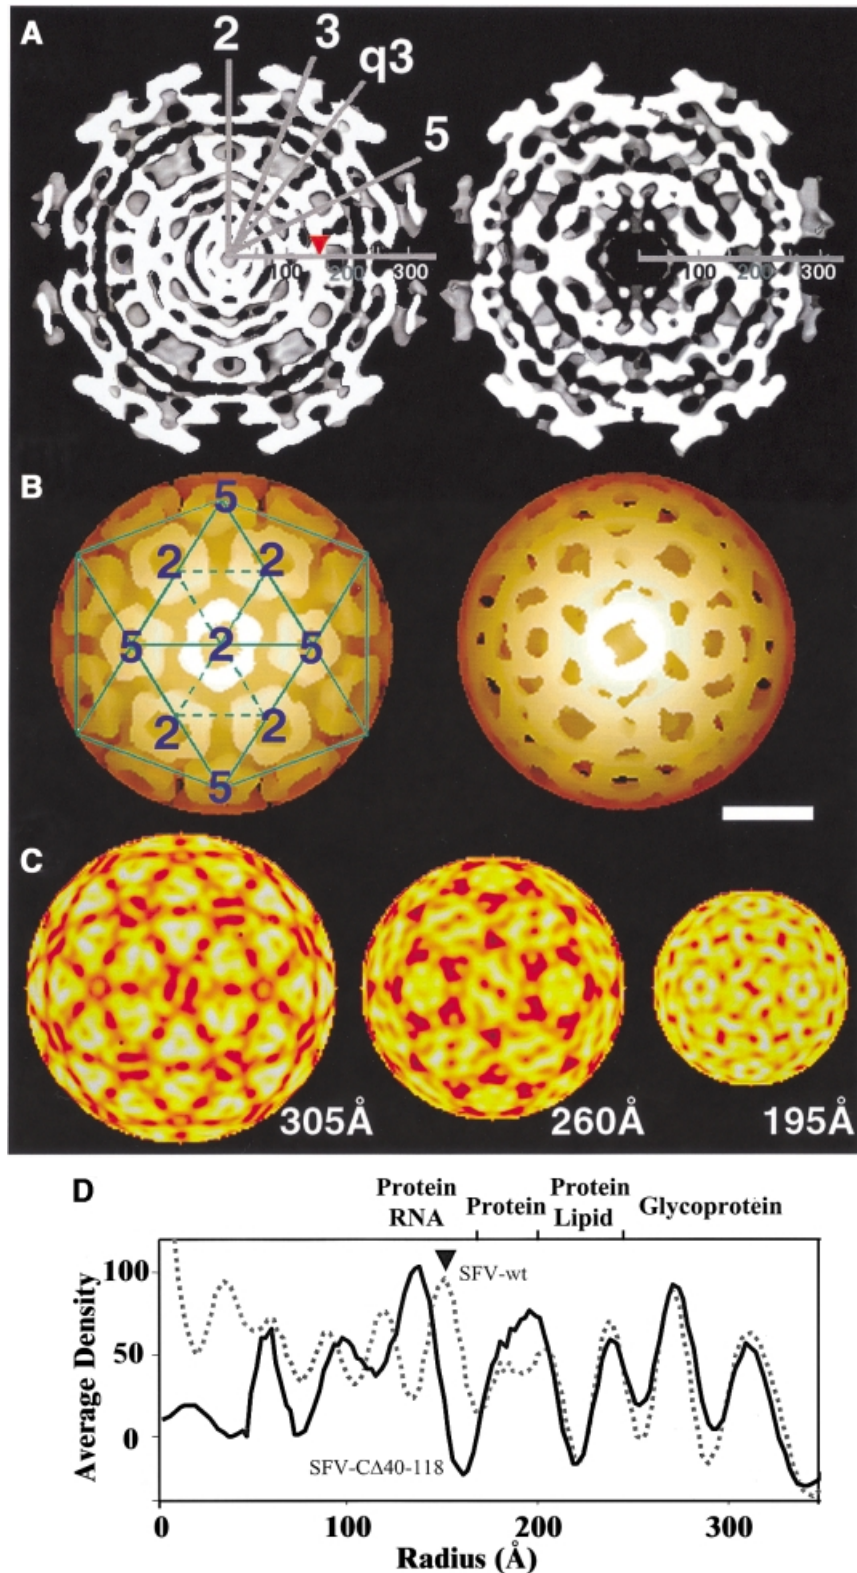 A
2
3
q3
5
100 200 300
100 200 300
B
5
2 2
5 2 5
2 2
5
C
305Å
260Å
195Å
D
Protein
RNA
Protein
Protein
Lipid
Glycoprotein
100
50
0
Average Density
SFV-wt
SFV-CΔ40-118
0 100 200 300
Radius (Å)